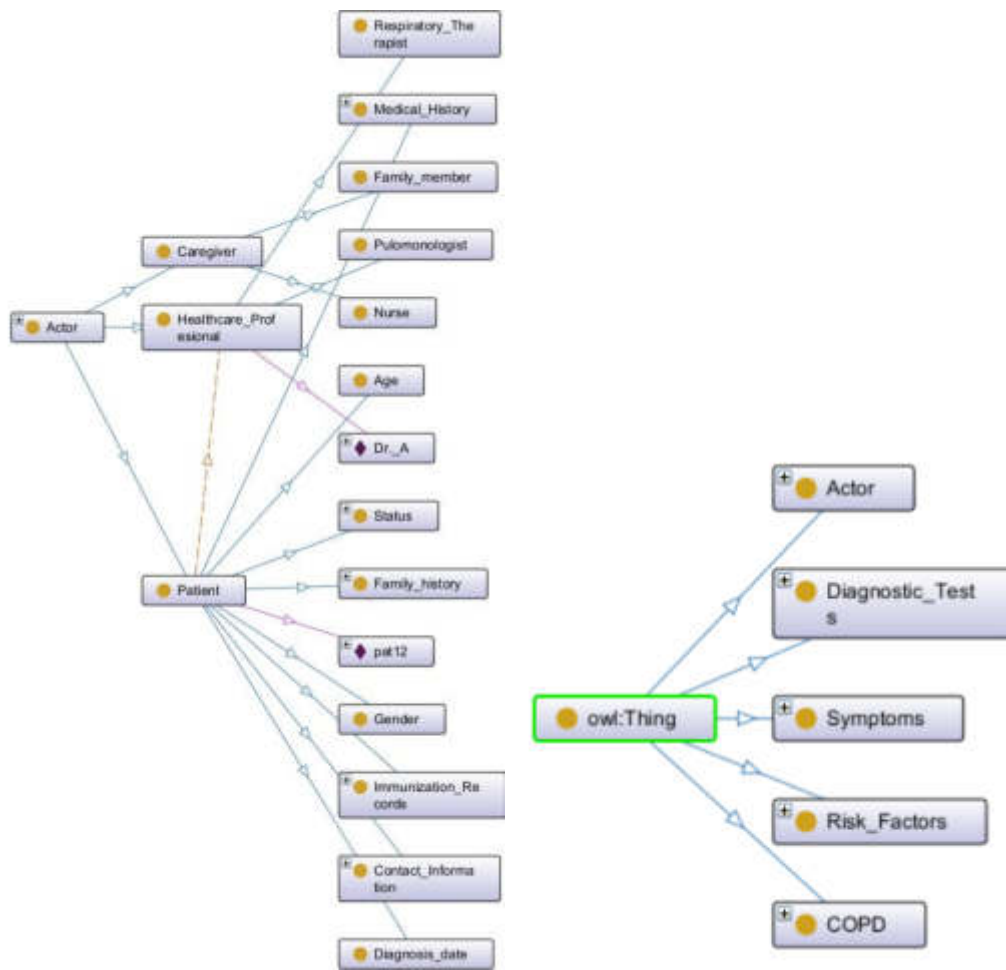 Respiratory_The
rapist
Medical_History
Family_member
Caregiver
Pulomonologist
Actor
Healthcare_Prof
esional
Nurse
Age
Dr._A
Status
Patient
Family_history
pat12
Gender
Immunization_Re
cords
Contact_Informa
tion
Diagnosis_date
Actor
Diagnostic_Test
s
owl:Thing
Symptoms
Risk_Factors
COPD